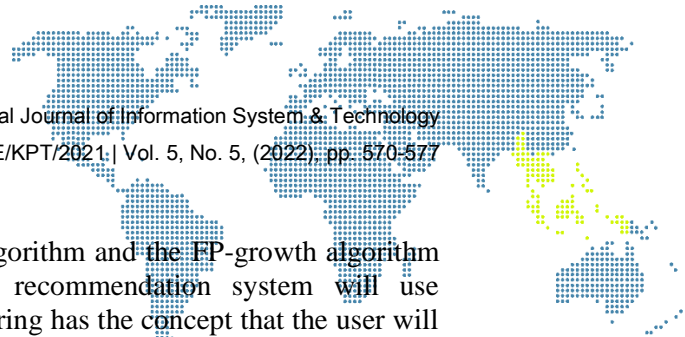 al Journal of Information System & Technology
E/KPT/2021 | Vol. 5, No. 5, (2022), pp. 570-577
gorithm and the FP-growth algorithm
recommendation system will use
ring has the concept that the user will